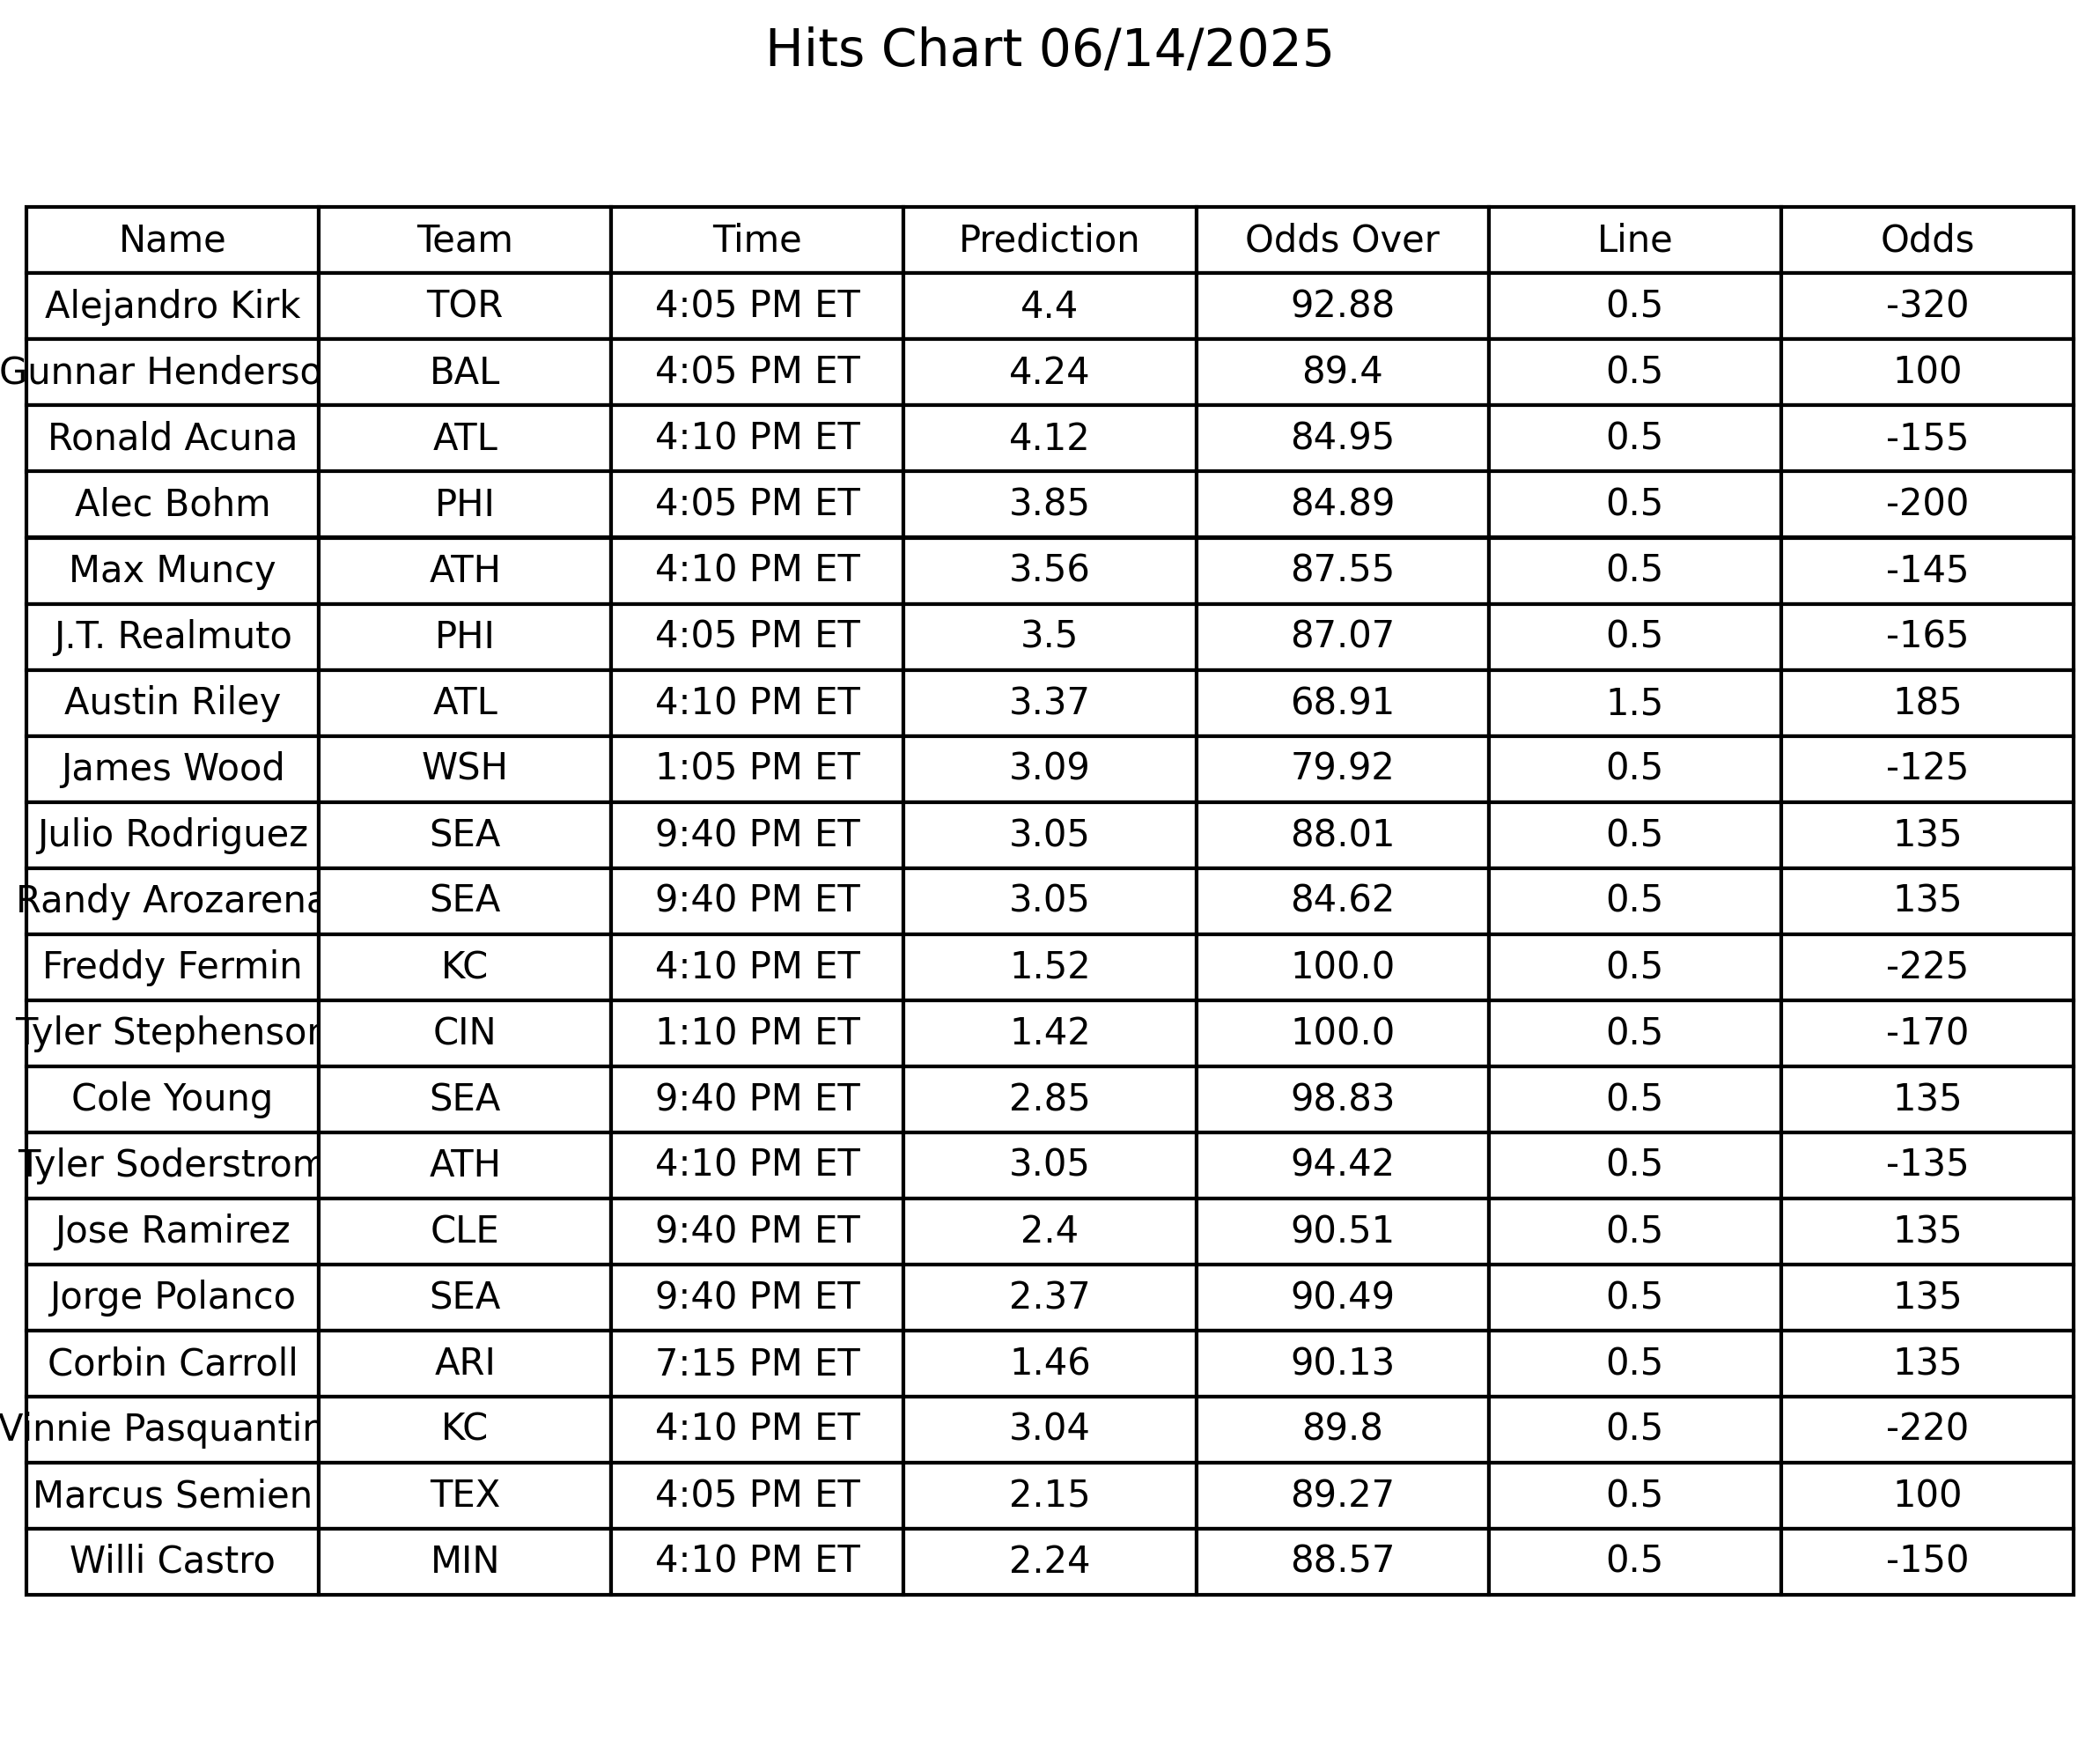 Hits Chart 06/14/2025
Name Team Time Prediction Odds Over Line Odds
Alejandro Kirk TOR 4:05 PM ET 4.4 92.88 0.5 -320
Gunnar Henderso BAL 4:05 PM ET 4.24 89.4 0.5 100
Ronald Acuna ATL 4:10 PM ET 4.12 84.95 0.5 -155
Alec Bohm PHI 4:05 PM ET 3.85 84.89 0.5 -200
Max Muncy ATH 4:10 PM ET 3.56 87.55 0.5 -145
J.T. Realmuto PHI 4:05 PM ET 3.5 87.07 0.5 -165
Austin Riley ATL 4:10 PM ET 3.37 68.91 1.5 185
James Wood WSH 1:05 PM ET 3.09 79.92 0.5 -125
Julio Rodriguez SEA 9:40 PM ET 3.05 88.01 0.5 135
Randy Arozarena SEA 9:40 PM ET 3.05 84.62 0.5 135
Freddy Fermin KC 4:10 PM ET 1.52 100.0 0.5 -225
Tyler Stephenson CIN 1:10 PM ET 1.42 100.0 0.5 -170
Cole Young SEA 9:40 PM ET 2.85 98.83 0.5 135
Tyler Soderstrom ATH 4:10 PM ET 3.05 94.42 0.5 -135
Jose Ramirez CLE 9:40 PM ET 2.4 90.51 0.5 135
Jorge Polanco SEA 9:40 PM ET 2.37 90.49 0.5 135
Corbin Carroll ARI 7:15 PM ET 1.46 90.13 0.5 135
Vinnie Pasquantin KC 4:10 PM ET 3.04 89.8 0.5 -220
Marcus Semien TEX 4:05 PM ET 2.15 89.27 0.5 100
Willi Castro MIN 4:10 PM ET 2.24 88.57 0.5 -150